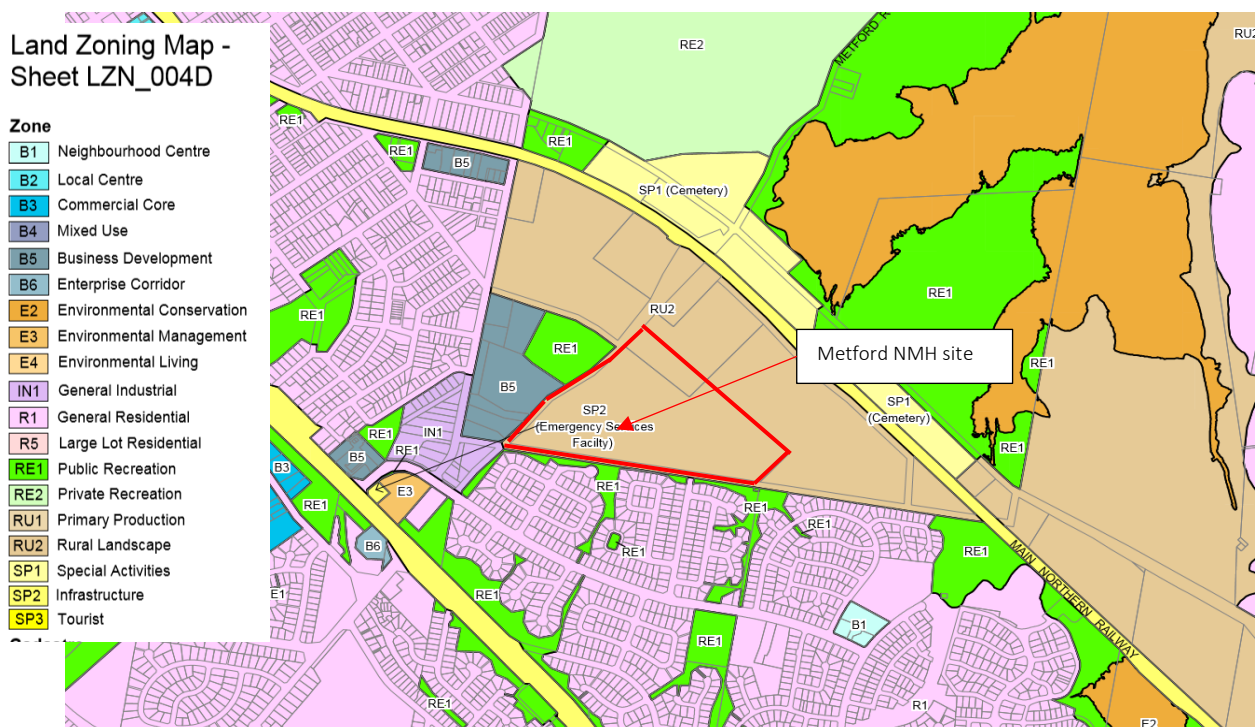 Land Zoning Map -
Sheet LZN_004D
Zone
B1 Neighbourhood Centre
B2 Local Centre
B3 Commercial Core
B4 Mixed Use
B5 Business Development
B6 Enterprise Corridor
E2 Environmental Conservation
E3 Environmental Management
E4 Environmental Living
IN1 General Industrial
R1 General Residential
R5 Large Lot Residential
RE1 Public Recreation
RE2 Private Recreation
RU1 Primary Production
RU2 Rural Landscape
SP1 Special Activities
SP2 Infrastructure
SP3 Tourist
RE2
METFORD
RU2
RE1
RE1
RE1
B5
SP1 (Cemetery)
RE1
RE1
RU2
RE1
Metford NMH site
RE1
B5
SP2
(Emergency Services
Facilty)
SP1
(Cemetery)
RE1
RE1
IN1
RE1
B5
B3
RE1
E3
RE1
RE1
RE1
RE1
B6
RE1
MAIN NORTHERN RAILWAY
RE1
B1
RE1
RE1
R1
E2